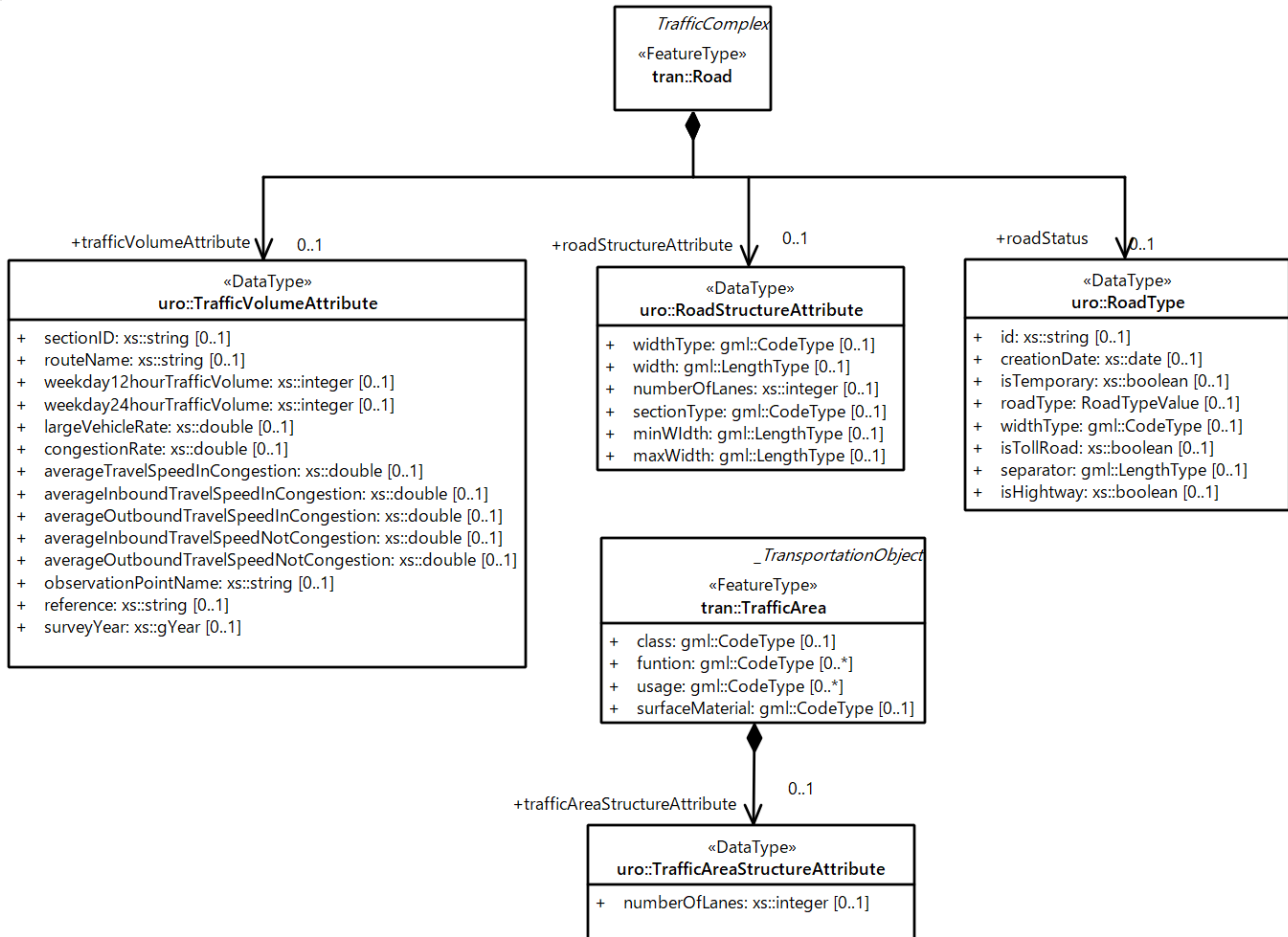 TrafficComplex
«FeatureType»
tran::Road
+trafficVolumeAttribute
0..1
+roadStructureAttribute
0..1
+roadStatus
0..1
«DataType»
uro::TrafficVolumeAttribute
+ sectionID: xs::string [0..1]
+ routeName: xs::string [0..1]
+ weekday12hourTrafficVolume: xs::integer [0..1]
+ weekday24hourTrafficVolume: xs::integer [0..1]
+ largeVehicleRate: xs::double [0..1]
+ congestionRate: xs::double [0..1]
+ averageTravelSpeedInCongestion: xs::double [0..1]
+ averageInboundTravelSpeedInCongestion: xs::double [0..1]
+ averageOutboundTravelSpeedInCongestion: xs::double [0..1]
+ averageInboundTravelSpeedNotCongestion: xs::double [0..1]
+ averageOutboundTravelSpeedNotCongestion: xs::double [0..1]
+ observationPointName: xs::string [0..1]
+ reference: xs::string [0..1]
+ surveyYear: xs::gYear [0..1]
«DataType»
uro::RoadStructureAttribute
+ widthType: gml::CodeType [0..1]
+ width: gml::LengthType [0..1]
+ numberOfLanes: xs::integer [0..1]
+ sectionType: gml::CodeType [0..1]
+ minWIdth: gml::LengthType [0..1]
+ maxWidth: gml::LengthType [0..1]
«DataType»
uro::RoadType
+ id: xs::string [0..1]
+ creationDate: xs::date [0..1]
+ isTemporary: xs::boolean [0..1]
+ roadType: RoadTypeValue [0..1]
+ widthType: gml::CodeType [0..1]
+ isTollRoad: xs::boolean [0..1]
+ separator: gml::LengthType [0..1]
+ isHightway: xs::boolean [0..1]
_TransportationObject
«FeatureType»
tran::TrafficArea
+ class: gml::CodeType [0..1]
+ funtion: gml::CodeType [0..*]
+ usage: gml::CodeType [0..*]
+ surfaceMaterial: gml::CodeType [0..1]
+trafficAreaStructureAttribute
0..1
«DataType»
uro::TrafficAreaStructureAttribute
+ numberOfLanes: xs::integer [0..1]